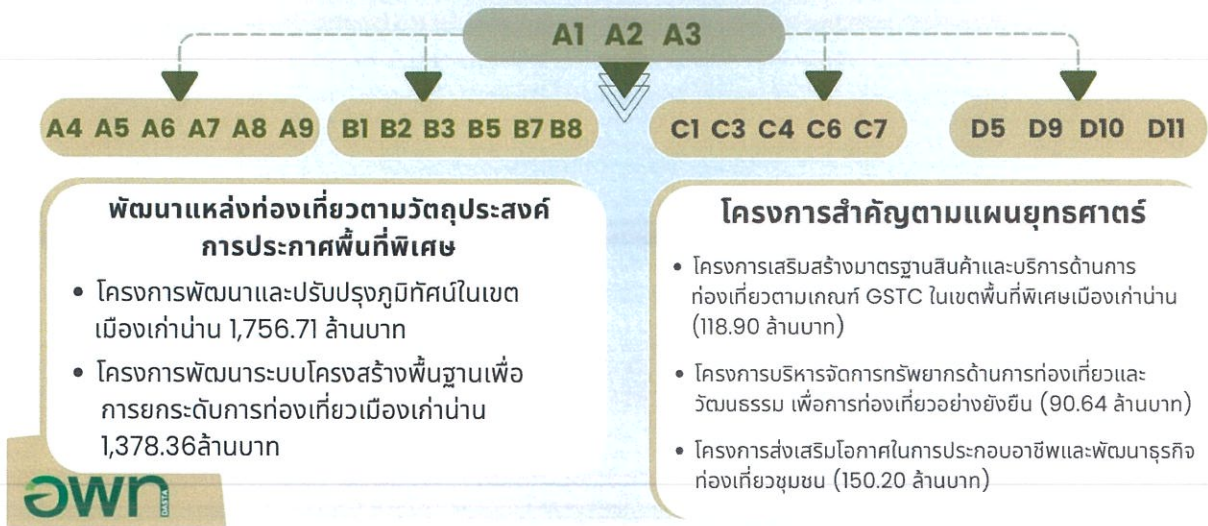 A1 A2 A3
A4 A5 A6 A7 A8 A9
B1 B2 B3 B5 B7 B8
C1 C3 C4 C6 C7
D5 D9 D10 D11
พัฒนาแหล่งท่องเที่ยวตามวัตถุประสงค์
การประกาศพื้นที่พิเศษ
• โครงการพัฒนาและปรับปรุงภูมิทัศน์ในเขต
เมืองเก่าน่าน 1,756.71 ล้านบาท
• โครงการพัฒนาระบบโครงสร้างพื้นฐานเพื่อ
การยกระดับการท่องเที่ยวเมืองเก่าน่าน
1,378.36ล้านบาท
โครงการสำคัญตามแผนยุทธศาตร์
• โครงการเสริมสร้างมาตรฐานสินค้าและบริการด้านการ
ท่องเที่ยวตามเกณฑ์ GSTC ในเขตพื้นที่พิเศษเมืองเก่าน่าน
(118.90 ล้านบาท)
• โครงการบริหารจัดการทรัพยากรด้านการท่องเที่ยวและ
วัฒนธรรม เพื่อการท่องเที่ยวอย่างยั่งยืน (90.64 ล้านบาท)
• โครงการส่งเสริมโอกาสในการประกอบอาชีพและพัฒนาธุรกิจ
ท่องเที่ยวชุมชน (150.20 ล้านบาท)
อพท
DASTA